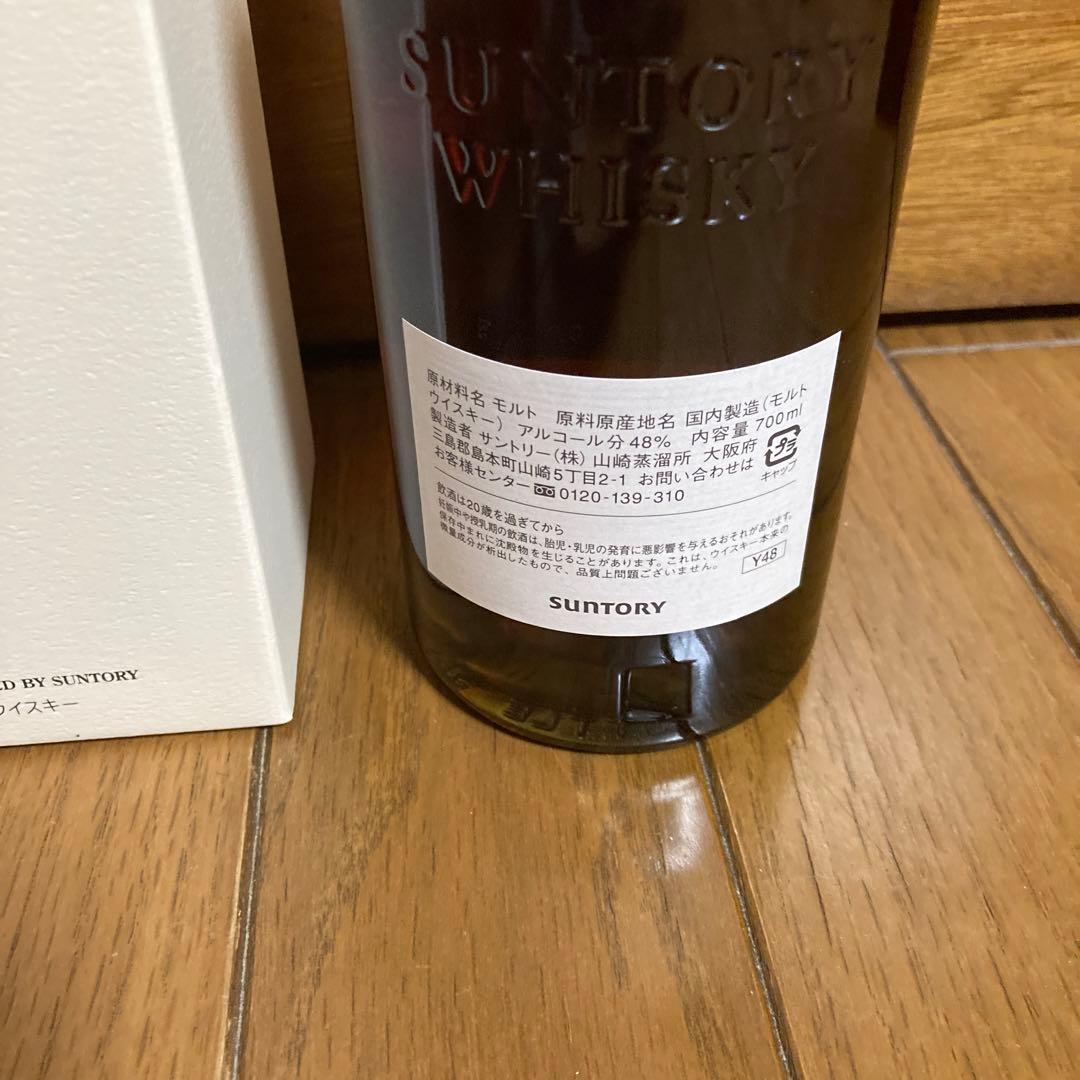 SUNTORY
WHISKY
原材料名 モルト 原料原産地名 国内製造(モルト
ウイスキー) アルコール分48% 内容量700ml
製造者 サントリー(株) 山崎蒸溜所 大阪府
三島郡島本町山崎5丁目2-1 お問い合わせは
お客様センター 0120-139-310
プラ
キャップ
飲酒は20歳を過ぎてから
妊娠中や授乳期の飲酒は、胎児・乳児の発育に悪影響を与えるおそれがあります。
保存中まれに沈殿物を生じることがあります。これは、ウイスキー本来の
微量成分が析出したもので、品質上問題ございません。
Y48
SUNTORY
ED BY SUNTORY
ウイスキー